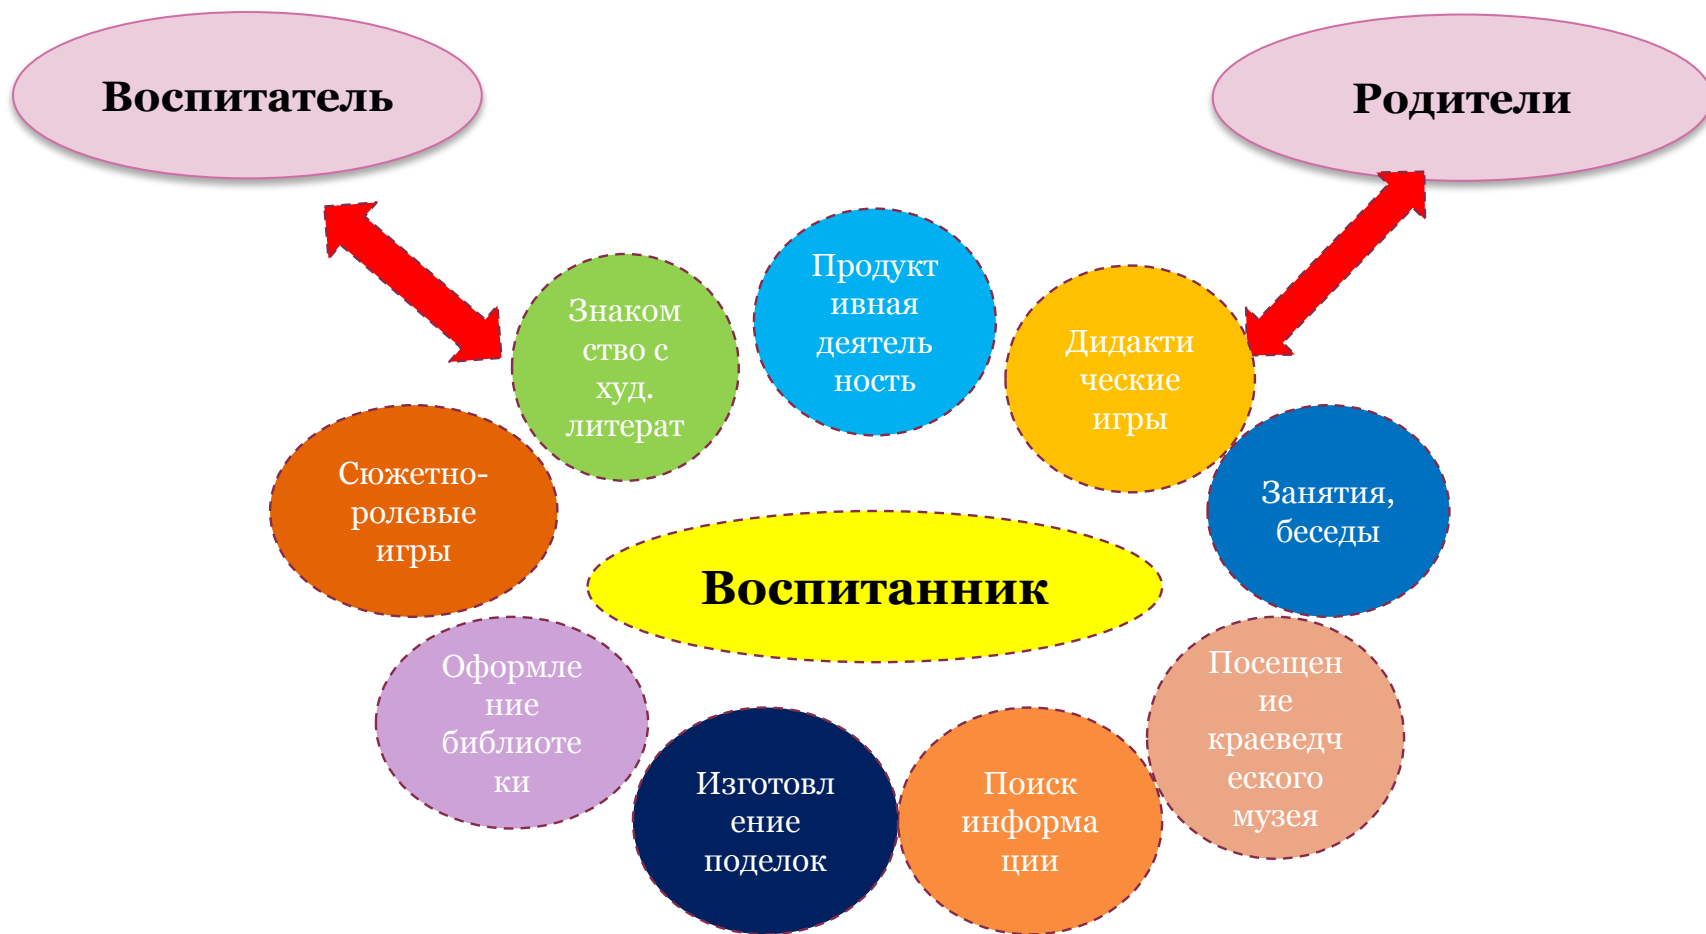 Воспитатель
Родители
Знаком
ство с
худ.
литерат
Продукт
ивная
деятель
ность
Дидакти
ческие
игры
Сюжетно-
ролевые
игры
Занятия,
беседы
Воспитанник
Оформле
ние
библиоте
ки
Изготовл
ение
поделок
Поиск
информа
ции
Посещен
ие
краеведч
еского
музея